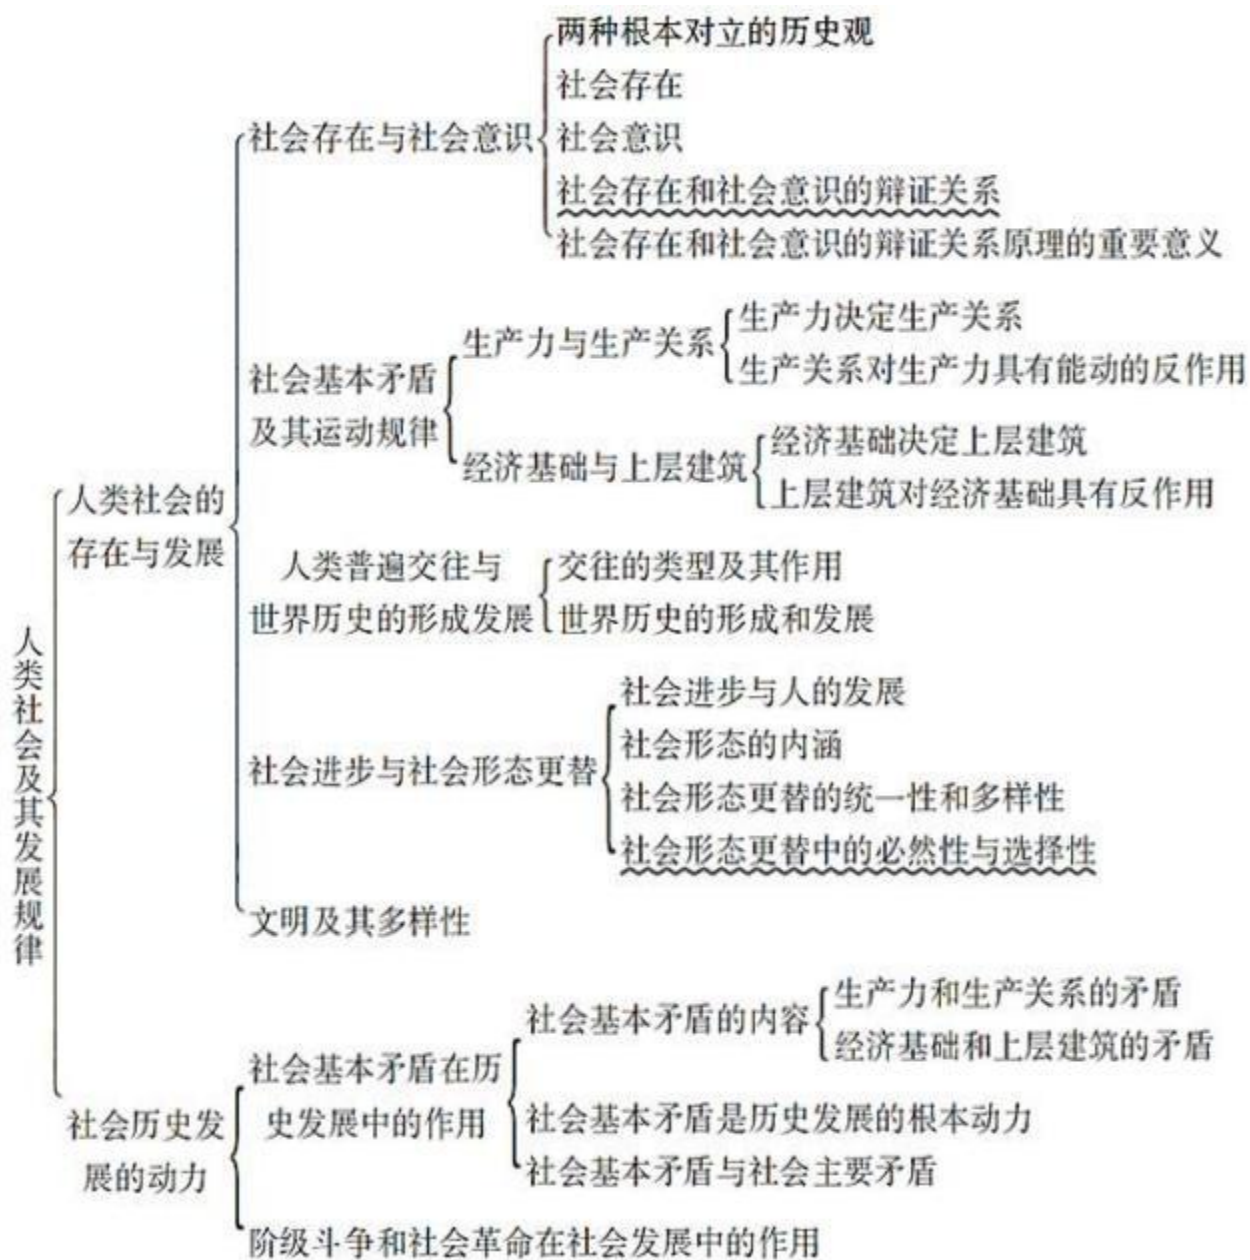 人类社会及其发展规律
人类社会的
存在与发展
社会存在与社会意识
两种根本对立的历史观
社会存在
社会意识
社会存在和社会意识的辩证关系
社会存在和社会意识的辩证关系原理的重要意义
社会基本矛盾
及其运动规律
生产力与生产关系
生产力决定生产关系
生产关系对生产力具有能动的反作用
经济基础与上层建筑
经济基础决定上层建筑
上层建筑对经济基础具有反作用
人类普遍交往与
世界历史的形成发展
交往的类型及其作用
世界历史的形成和发展
社会进步与社会形态更替
社会进步与人的发展
社会形态的内涵
社会形态更替的统一性和多样性
社会形态更替中的必然性与选择性
文明及其多样性
社会历史发
展的动力
社会基本矛盾在历
史发展中的作用
社会基本矛盾的内容
生产力和生产关系的矛盾
经济基础和上层建筑的矛盾
社会基本矛盾是历史发展的根本动力
社会基本矛盾与社会主要矛盾
阶级斗争和社会革命在社会发展中的作用